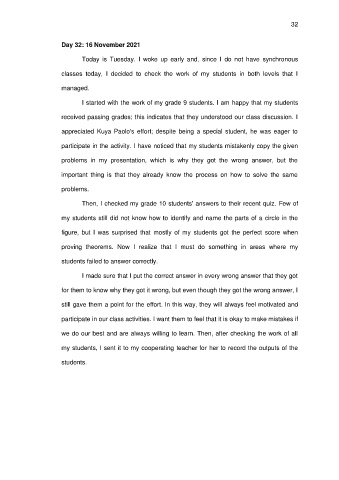 32
Day 32: 16 November 2021
Today is Tuesday. I woke up early and, since I do not have synchronous
classes today, I decided to check the work of my students in both levels that I
managed.
I started with the work of my grade 9 students. I am happy that my students
received passing grades; this indicates that they understood our class discussion. I
appreciated Kuya Paolo's effort; despite being a special student, he was eager to
participate in the activity. I have noticed that my students mistakenly copy the given
problems in my presentation, which is why they got the wrong answer, but the
important thing is that they already know the process on how to solve the same
problems.
Then, I checked my grade 10 students' answers to their recent quiz. Few of
my students still did not know how to identify and name the parts of a circle in the
figure, but I was surprised that mostly of my students got the perfect score when
proving theorems. Now I realize that I must do something in areas where my
students failed to answer correctly.
I made sure that I put the correct answer in every wrong answer that they got
for them to know why they got it wrong, but even though they got the wrong answer, I
still gave them a point for the effort. In this way, they will always feel motivated and
participate in our class activities. I want them to feel that it is okay to make mistakes if
we do our best and are always willing to learn. Then, after checking the work of all
my students, I sent it to my cooperating teacher for her to record the outputs of the
students.